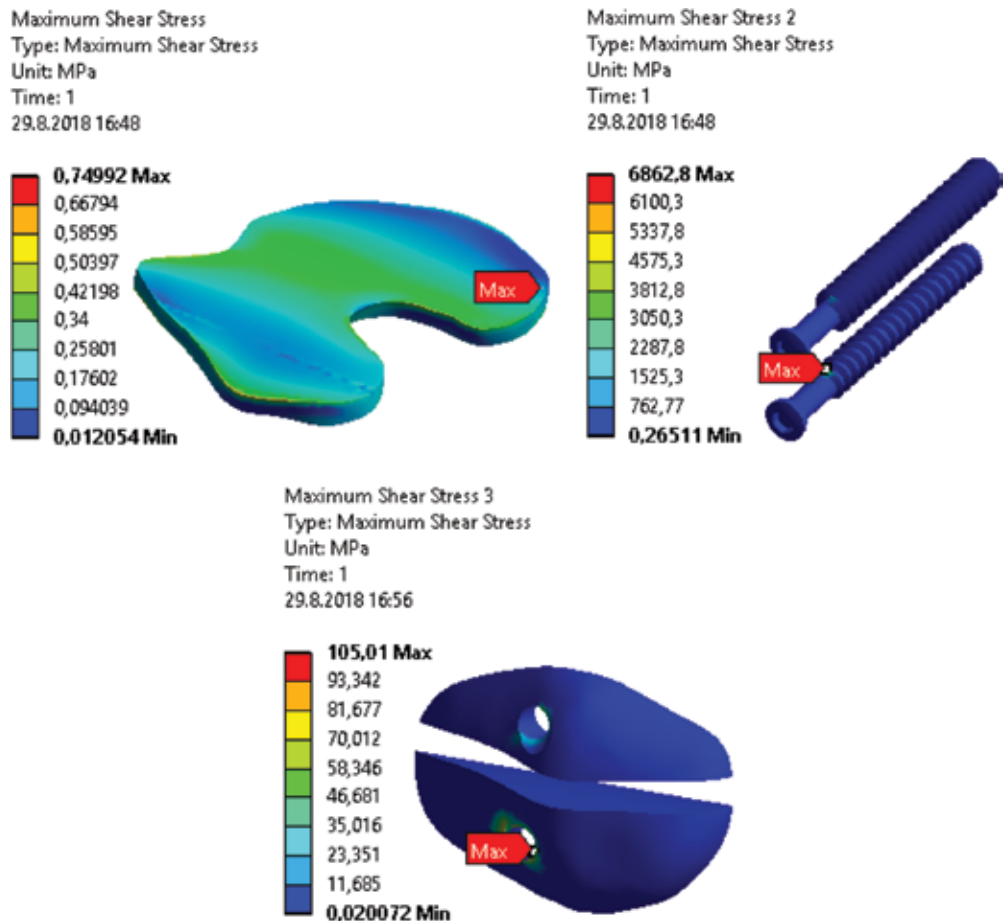 Maximum Shear Stress
Type: Maximum Shear Stress
Unit: MPa
Time: 1
29.8.2018 16:48
0,74992 Max
0,66794
0,58595
0,50397
0,42198
0,34
0,25801
0,17602
0,094039
0,012054 Min
Max
Maximum Shear Stress 2
Type: Maximum Shear Stress
Unit: MPa
Time: 1
29.8.2018 16:48
6862,8 Max
6100,3
5337,8
4575,3
3812,8
3050,3
2287,8
1525,3
762,77
0,26511 Min
Max
Maximum Shear Stress 3
Type: Maximum Shear Stress
Unit: MPa
Time: 1
29.8.2018 16:56
105,01 Max
93,342
81,677
70,012
58,346
46,681
35,016
23,351
11,685
0,020072 Min
Max